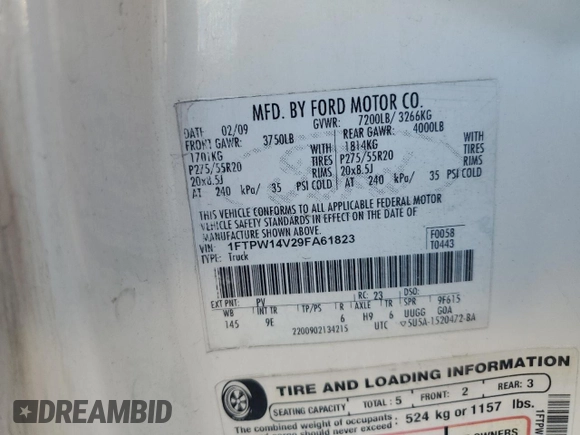 MFD. BY FORD MOTOR CO.
DATE 02/09 GVWR: 7200LB/ 3266KG
FRONT GAWR: 3750LB REAR GAWR: 4000LB
1701KG 1814KG
P275/55R20 TIRES P275/55R20 TIRES
20x8.5J RIMS 20x8.5J RIMS
AT 240 kPa/ 35 PSI COLD AT 240 kPa/ 35 PSI COLD
THIS VEHICLE CONFORMS TO ALL APPLICABLE FEDERAL MOTOR
VEHICLE SAFETY STANDARDS IN EFFECT ON THE DATE OF
MANUFACTURE SHOWN ABOVE.
VIN: 1FTPW14V29FA61823 F0058
TYPE: Truck T0443
EXT PNT: PV RC: 23 9F615
WB INT TR TP/PS R AXLE TR SPR
145 9E 6 H9 6 UUGG GOA
2200902134215 UTC 5U5A-1520472-BA
TIRE AND LOADING INFORMATION
SEATING CAPACITY TOTAL: 5 FRONT: 2 REAR: 3
The combined weight of occupants 524 kg or 1157 lbs.
1FTPW
OWNERS
DREAMBID